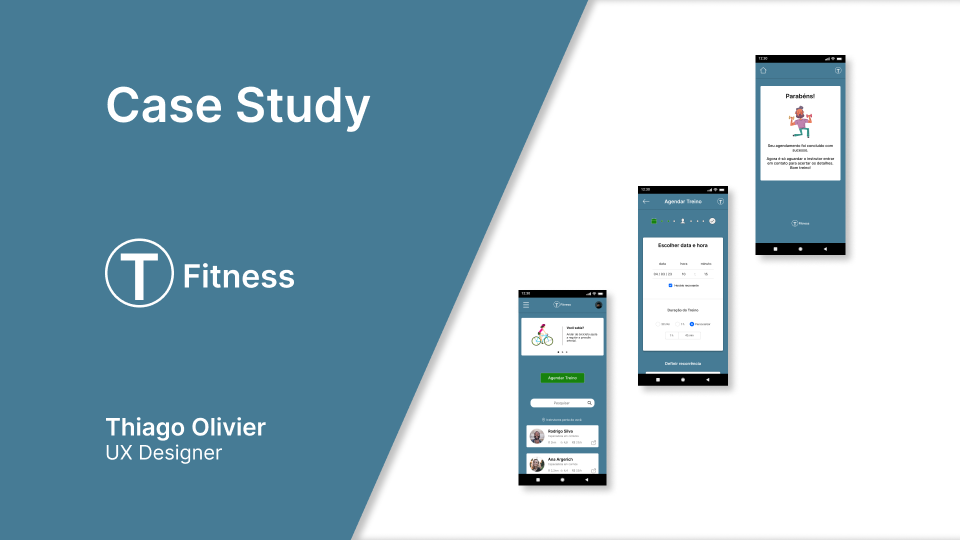 Case Study
T Fitness
Thiago Olivier
UX Designer
12:30
T Fitness
Você sabia?
Agendar Treino
Pesquisar
Rodrigo Silva
Ana Argerich
12:30
Agendar Treino
T
Escolher data e hora
Data
Hora
Minuto
Duração do Treino
Definir recorrência
12:30
T
Parabéns!
Seu agendamento foi concluído com
sucesso.
Agora é só aguardar o instrutor entrar
em contato para acertar os detalhes.
Bom treino!
T Fitness